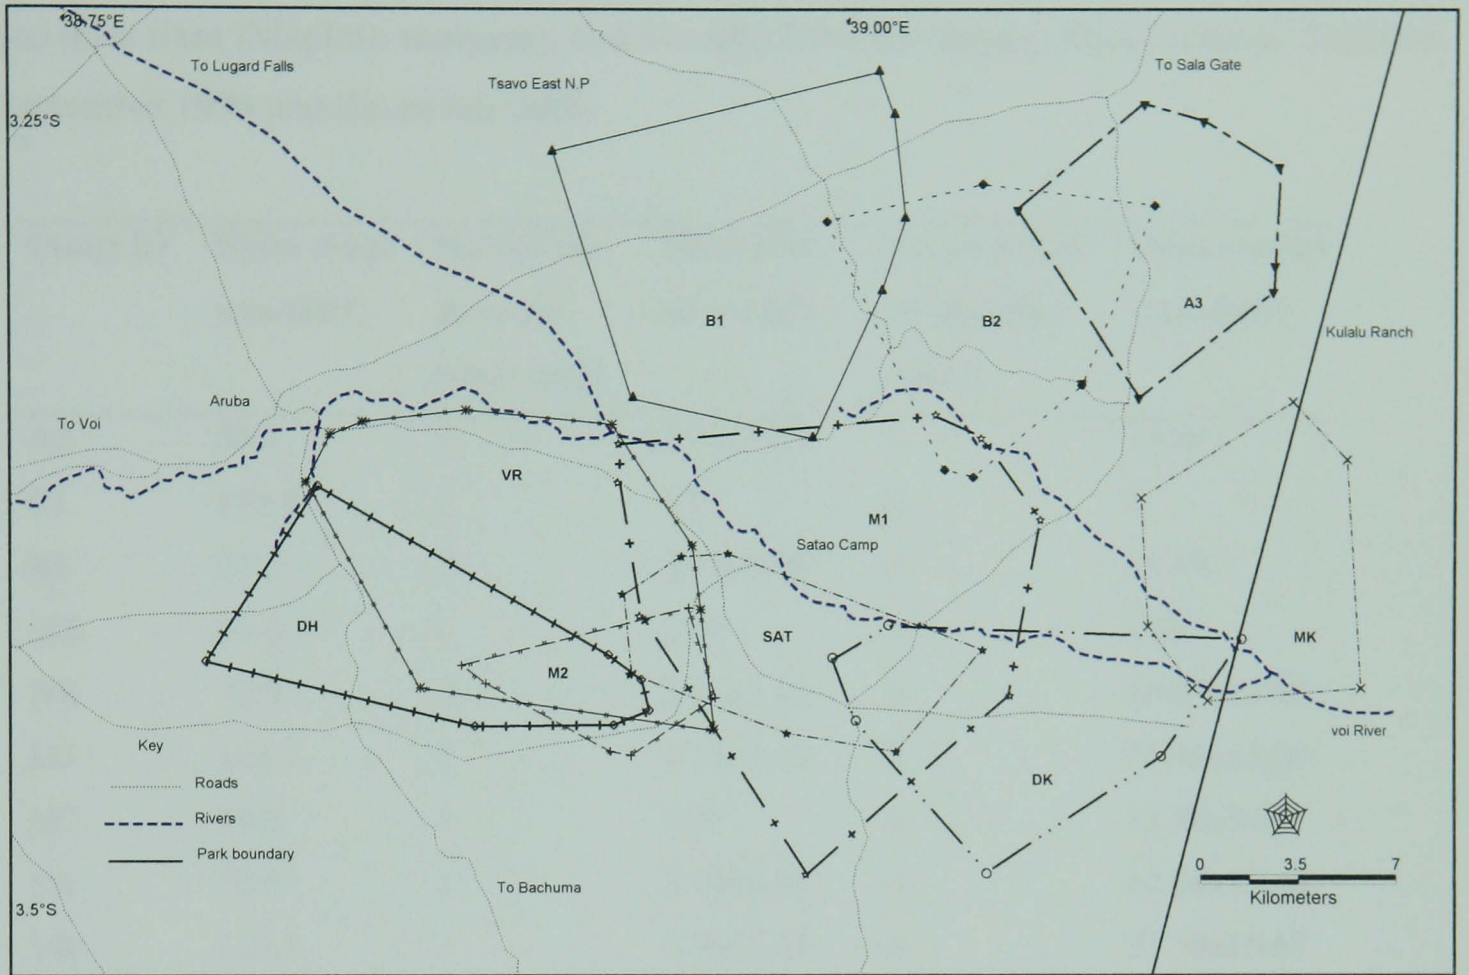 38.75°E
39.00°E
To Lugard Falls
Tsavo East N.P
To Sala Gate
3.25°S
A3
B1
B2
Kulalu Ranch
Aruba
To Voi
VR
M1
Satao Camp
DH
SAT
MK
M2
voi River
Key
DK
Roads
Rivers
Park boundary
0 3.5 7
Kilometers
To Bachuma
3.5°S